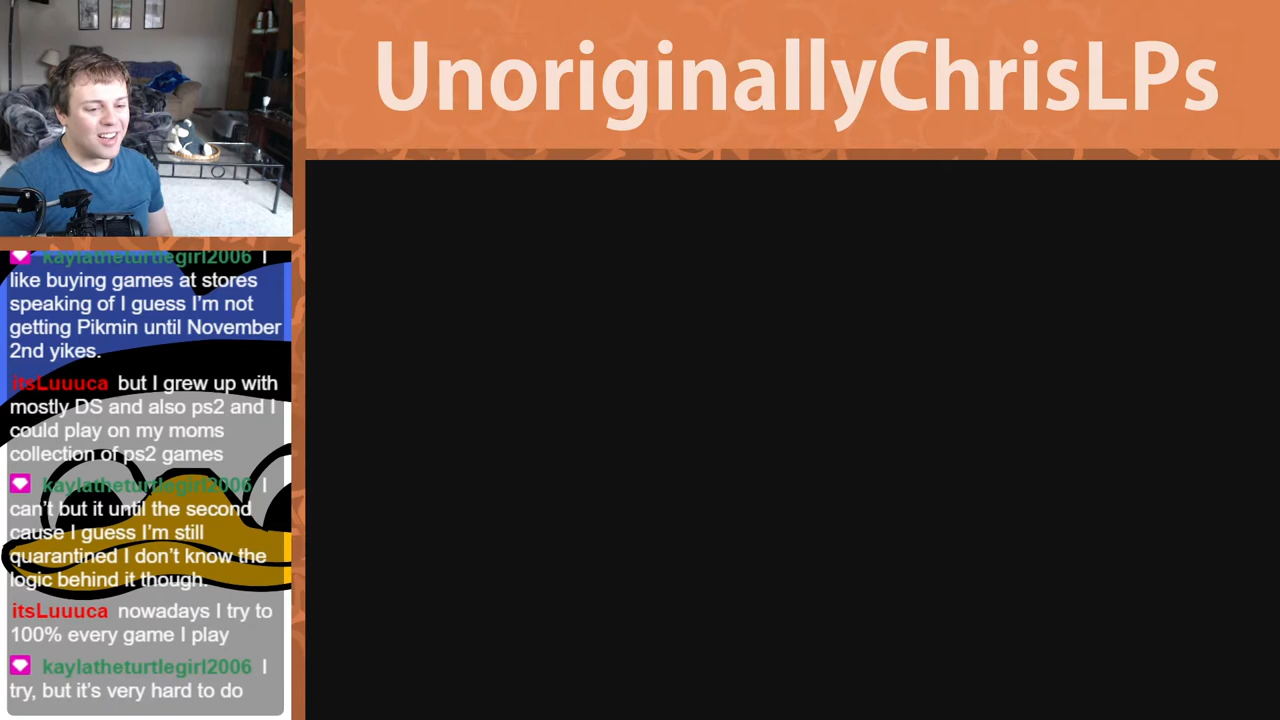 UnoriginallyChrisLPs
kaylatheturtlegirl2006 I
like buying games at stores
speaking of I guess I'm not
getting Pikmin until November
2nd yikes.
itsLuuuca but I grew up with
mostly DS and also ps2 and I
could play on my moms
collection of ps2 games
kaylatheturtlegirl2006 I
can't but it until the second
cause I guess I'm still
quarantined I don't know the
logic behind it though.
itsLuuuca nowadays I try to
100% every game I play
kaylatheturtlegirl2006 I
try, but it's very hard to do